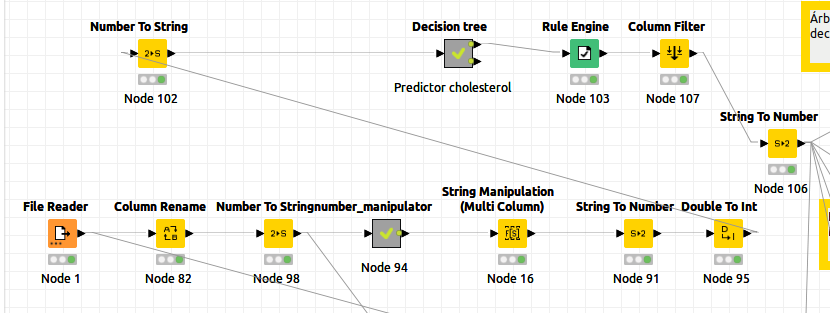 Árb
dec
Number To String
Decision tree
Rule Engine
Column Filter
2▸S
Predictor cholesterol
Node 102
Node 103
Node 107
String To Number
S▸2
Node 106
File Reader
Column Rename
Number To String
number_manipulator
String Manipulation
(Multi Column)
String To Number
Double To Int
A
B
2▸S
[S]
S▸2
D
I
Node 1
Node 82
Node 98
Node 94
Node 16
Node 91
Node 95